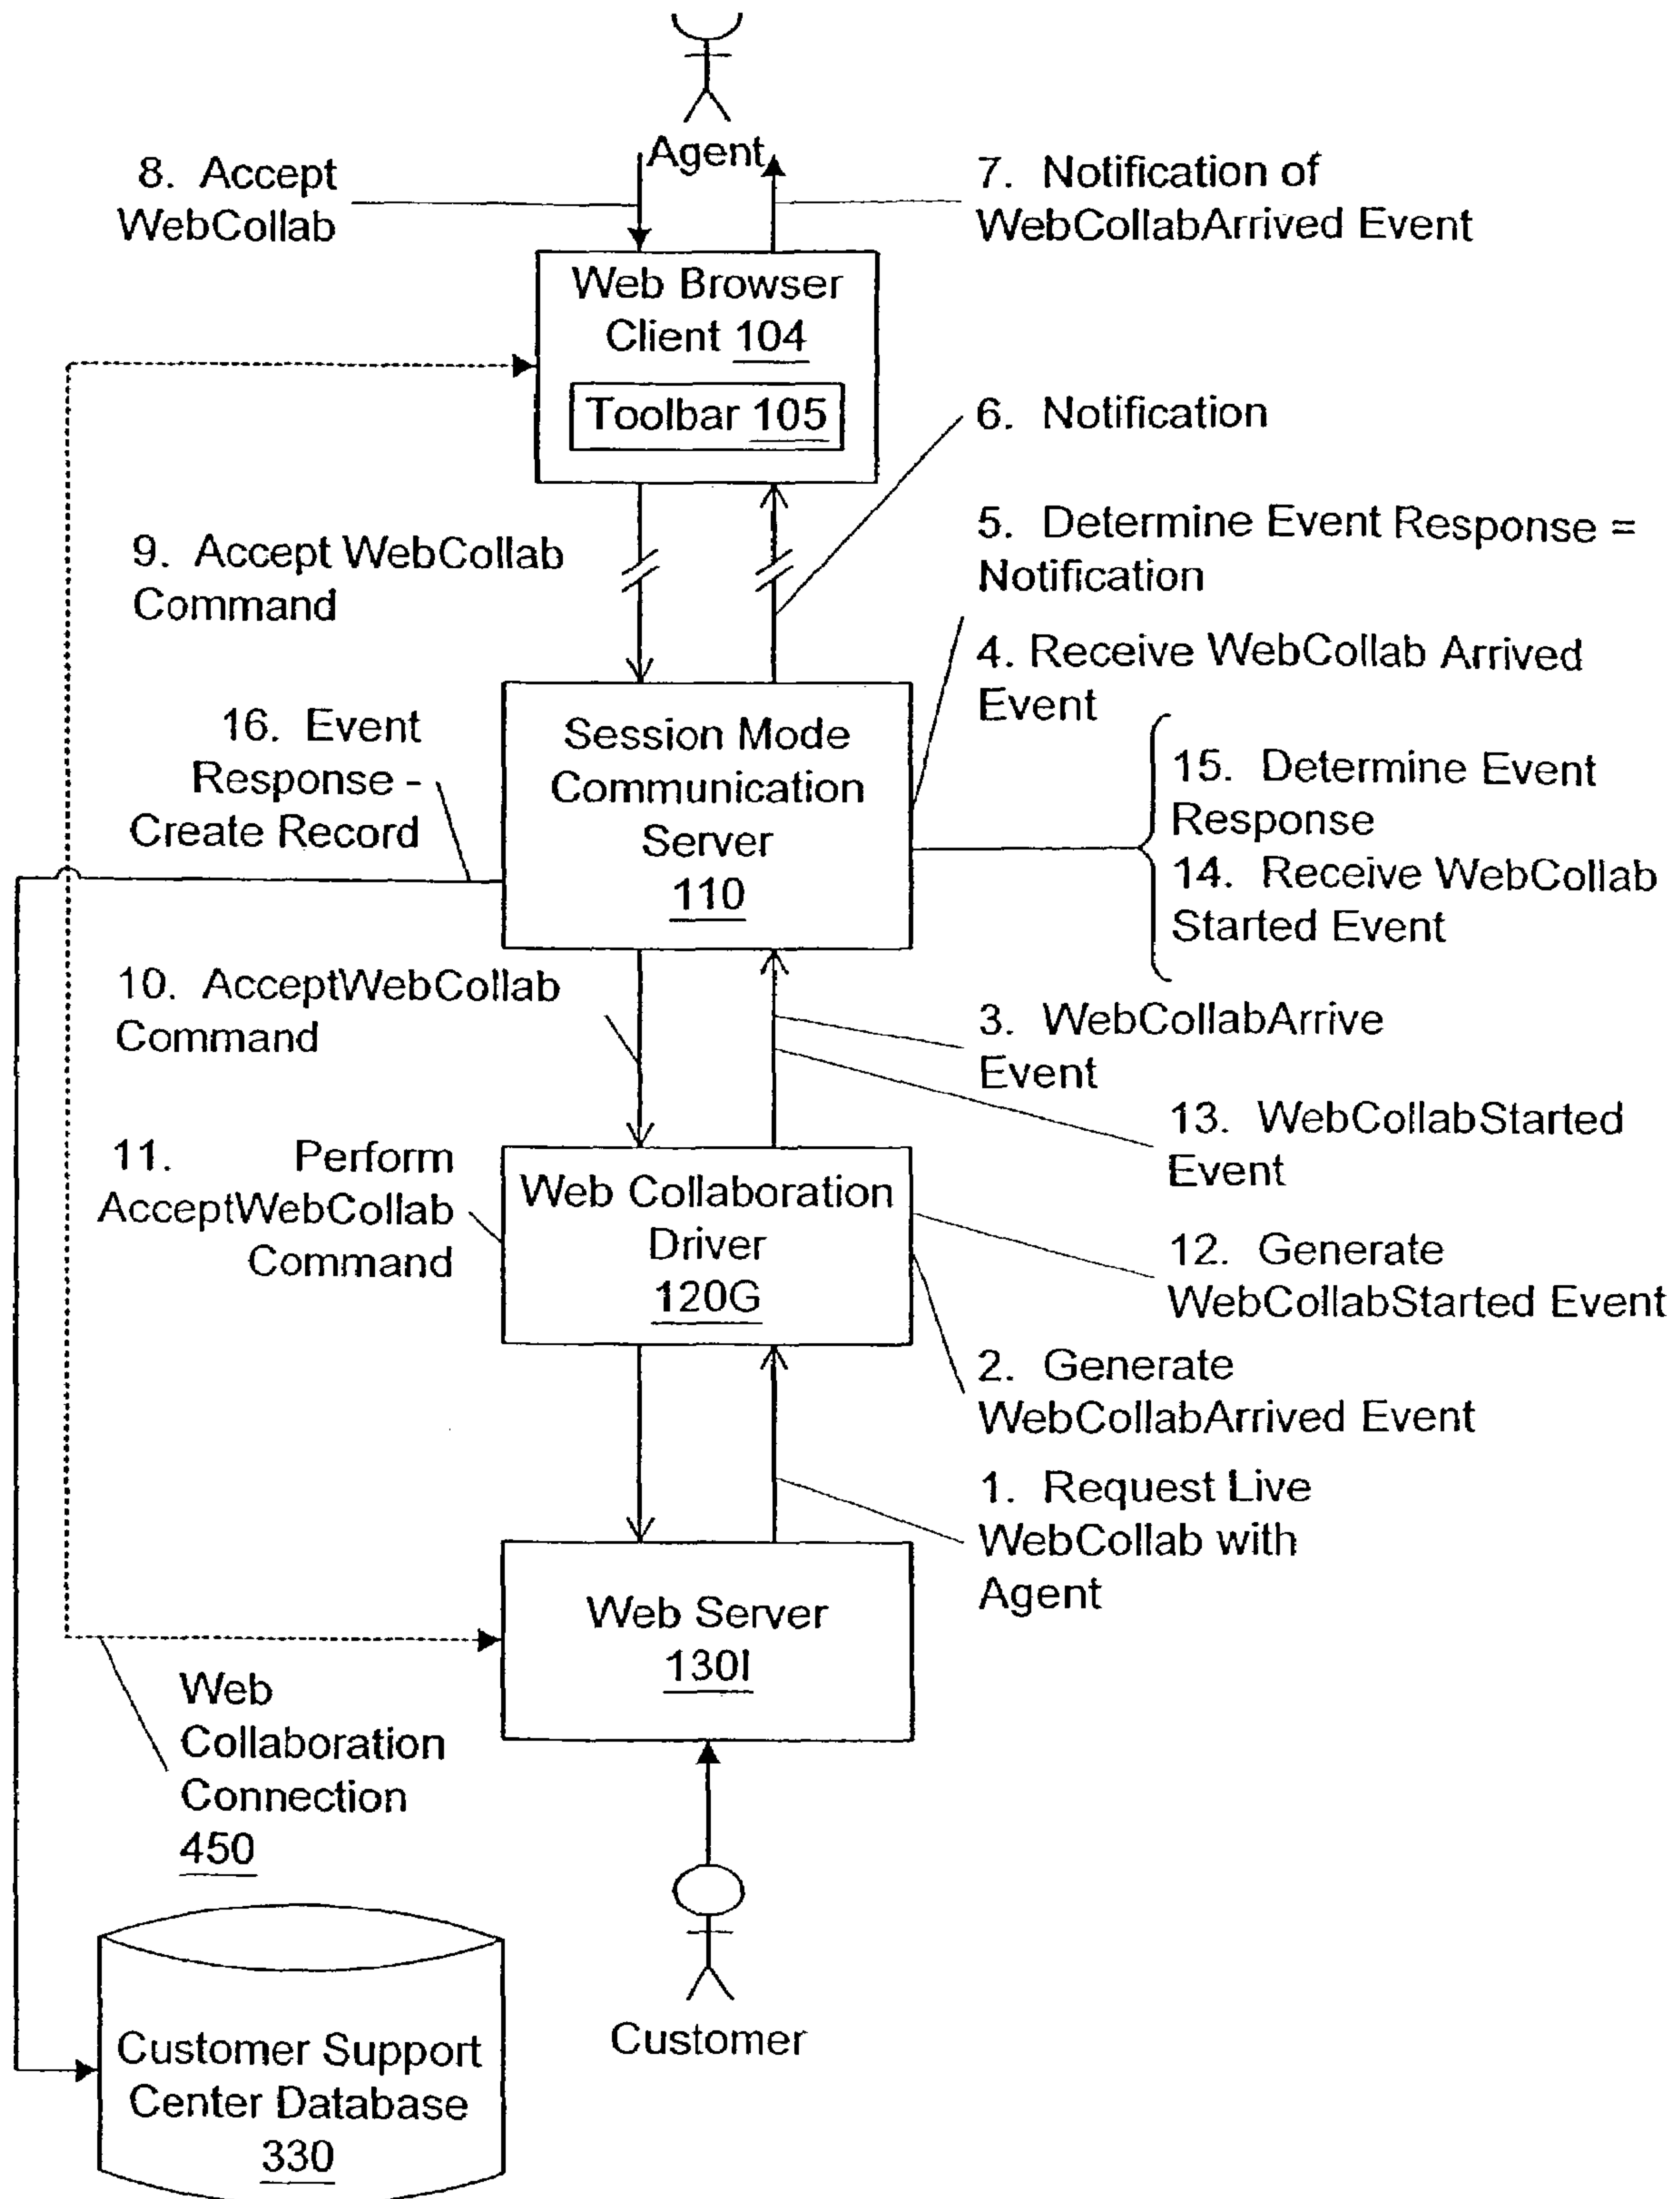 Agent
8. Accept
WebCollab
7. Notification of
WebCollabArrived Event
Web Browser
Client 104
Toolbar 105
6. Notification
5. Determine Event Response =
Notification
9. Accept WebCollab
Command
4. Receive WebCollab Arrived
Event
16. Event
Response -
Create Record
Session Mode
Communication
Server
110
15. Determine Event
Response
14. Receive WebCollab
Started Event
10. AcceptWebCollab
Command
3. WebCollabArrive
Event
13. WebCollabStarted
Event
11. Perform
AcceptWebCollab
Command
Web Collaboration
Driver
120G
12. Generate
WebCollabStarted Event
2. Generate
WebCollabArrived Event
1. Request Live
WebCollab with
Agent
Web Server
130I
Web
Collaboration
Connection
450
Customer
Customer Support
Center Database
330